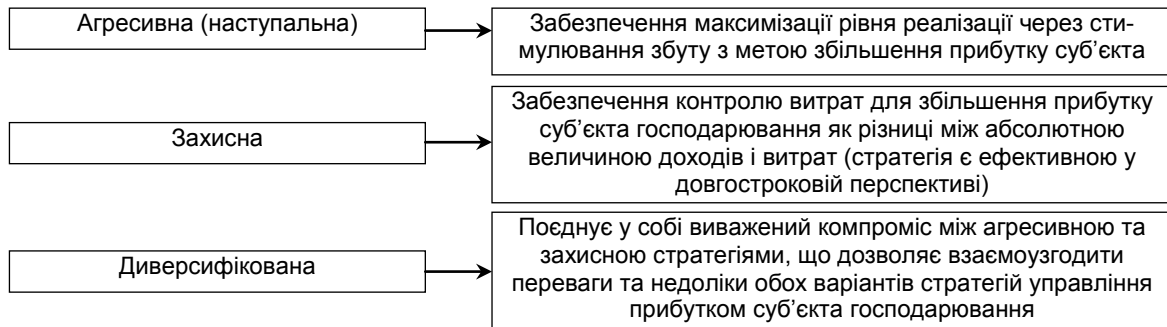 Агресивна (наступальна)
Забезпечення максимізації рівня реалізації через сти-
мулювання збуту з метою збільшення прибутку суб’єкта
Захисна
Забезпечення контролю витрат для збільшення прибутку
суб’єкта господарювання як різниці між абсолютною
величиною доходів і витрат (стратегія є ефективною у
довгостроковій перспективі)
Диверсифікована
Поєднує у собі виважений компроміс між агресивною та
захисною стратегіями, що дозволяє взаємоузгодити
переваги та недоліки обох варіантів стратегій управління
прибутком суб’єкта господарювання